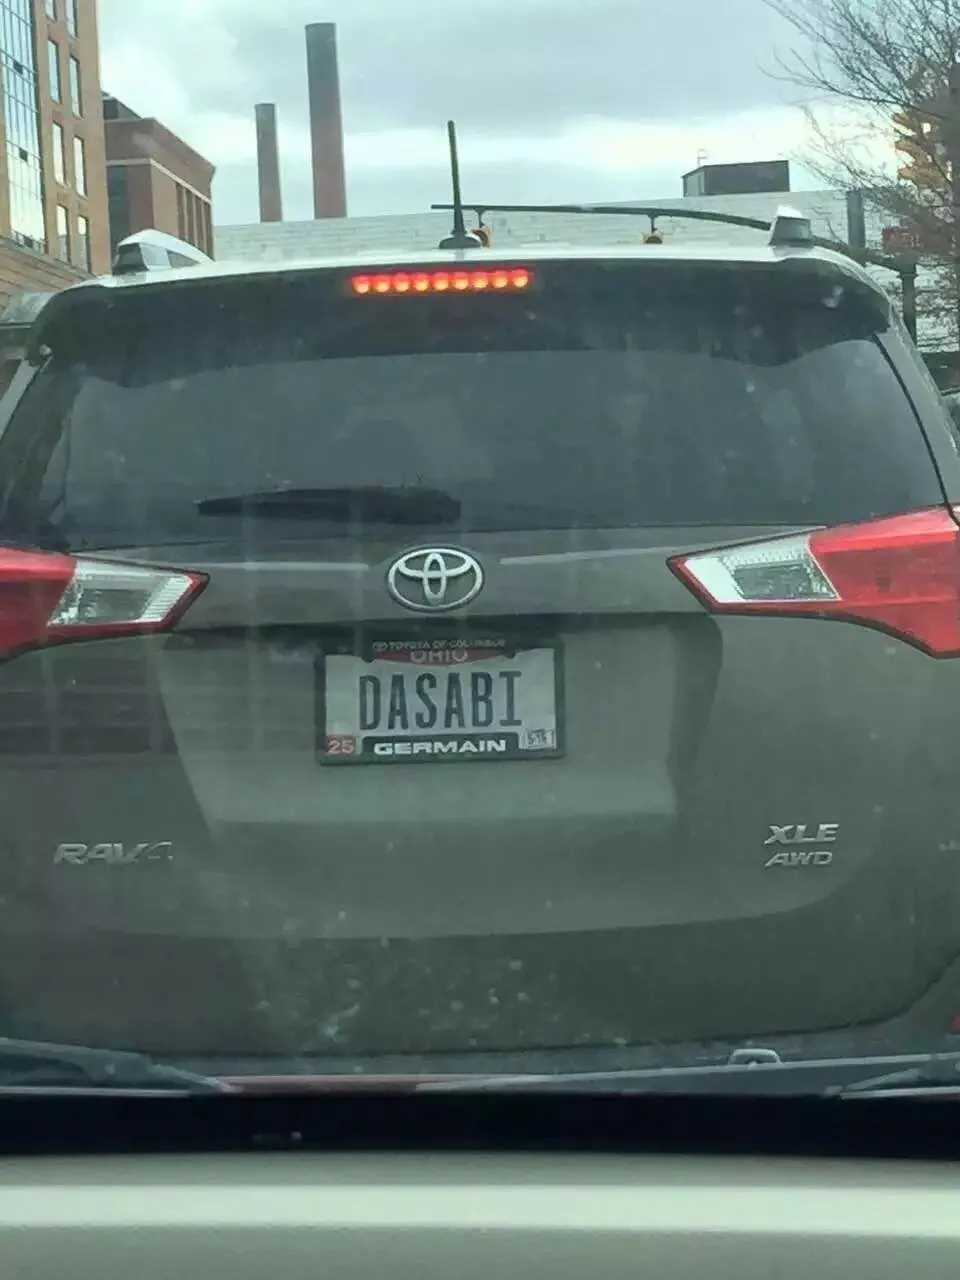 TOYOTA OF COLUMBUS
OHIO
DASABI
25
GERMAIN
RAV4
XLE
AWD